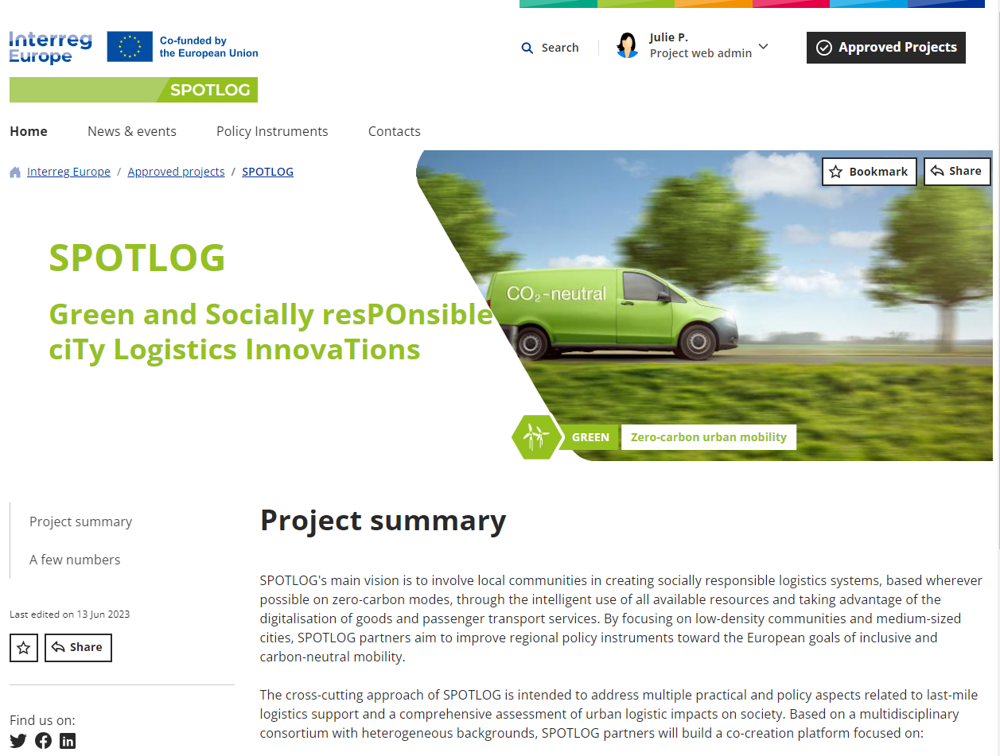 Interreg
Europe
Co-funded by
the European Union
Search
Julie P.
Project web admin
Approved Projects
SPOTLOG
Home
News & events
Policy Instruments
Contacts
Interreg Europe / Approved projects / SPOTLOG
Bookmark
Share
SPOTLOG
Green and Socially resPOnsible
ciTy Logistics InnovaTions
CO₂-neutral
GREEN
Zero-carbon urban mobility
Project summary
A few numbers
Last edited on 13 Jun 2023
Share
Find us on:
Project summary
SPOTLOG's main vision is to involve local communities in creating socially responsible logistics systems, based wherever
possible on zero-carbon modes, through the intelligent use of all available resources and taking advantage of the
digitalisation of goods and passenger transport services. By focusing on low-density communities and medium-sized
cities, SPOTLOG partners aim to improve regional policy instruments toward the European goals of inclusive and
carbon-neutral mobility.
The cross-cutting approach of SPOTLOG is intended to address multiple practical and policy aspects related to last-mile
logistics support and a comprehensive assessment of urban logistic impacts on society. Based on a multidisciplinary
consortium with heterogeneous backgrounds, SPOTLOG partners will build a co-creation platform focused on: